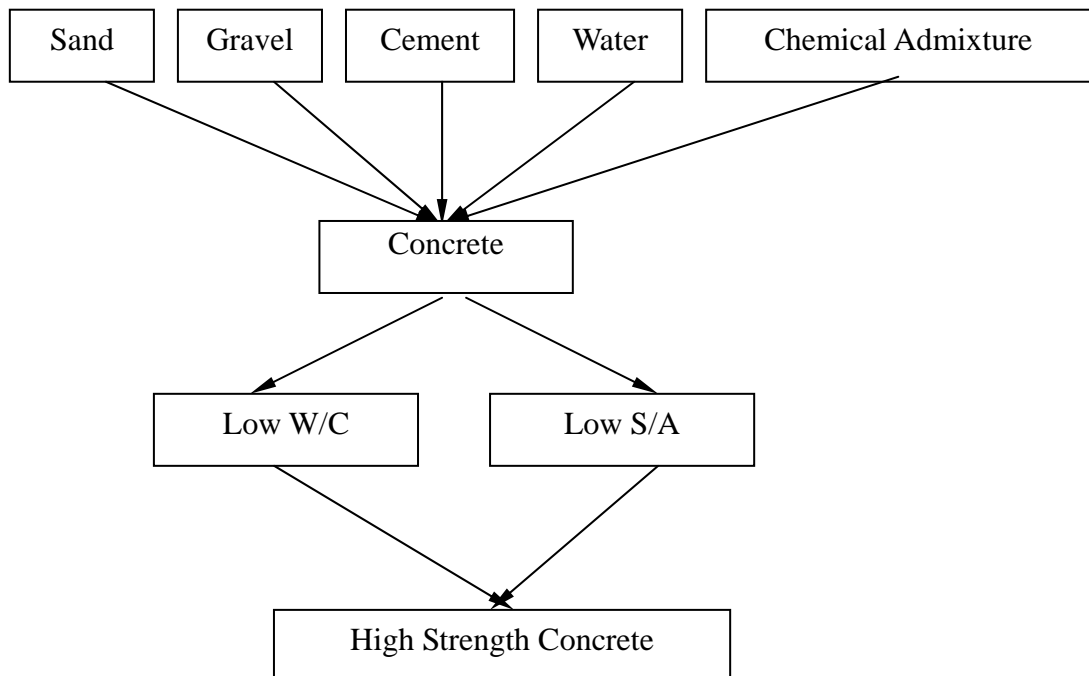 Sand
Gravel
Cement
Water
Chemical Admixture
Concrete
Low W/C
Low S/A
High Strength Concrete